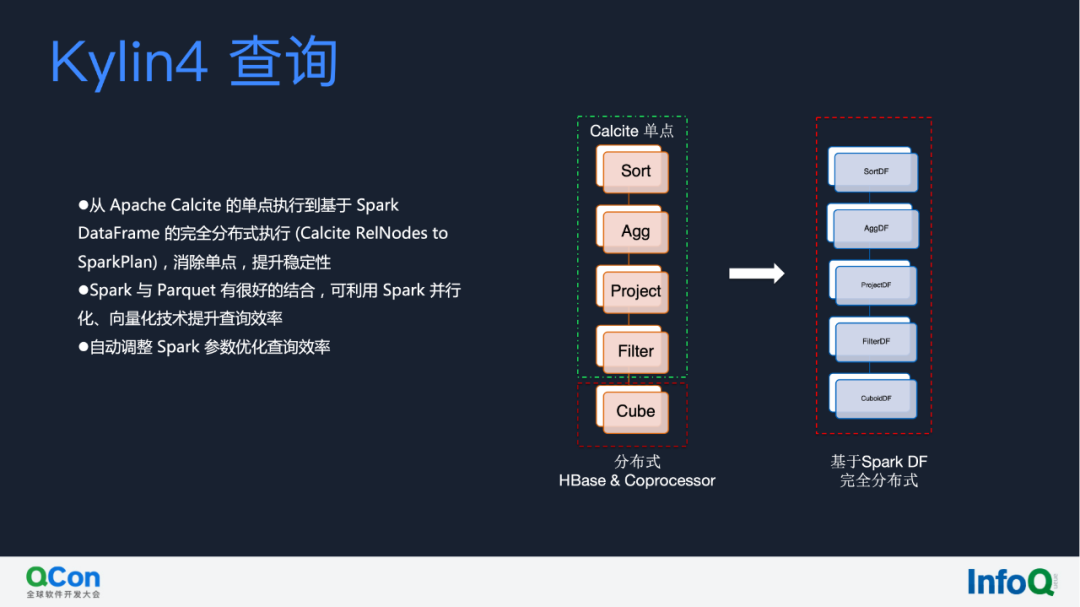 Kylin4 查询
●从 Apache Calcite 的单点执行到基于 Spark
DataFrame 的完全分布式执行 (Calcite RelNodes to
SparkPlan)，消除单点，提升稳定性
●Spark 与 Parquet 有很好的结合，可利用 Spark 并行
化、向量化技术提升查询效率
●自动调整 Spark 参数优化查询效率
Calcite 单点
Sort
Agg
Project
Filter
Cube
分布式
HBase & Coprocessor
SortDF
AggDF
ProjectDF
FilterDF
CuboidDF
基于Spark DF
完全分布式
QCon
全球软件开发大会
InfoQ